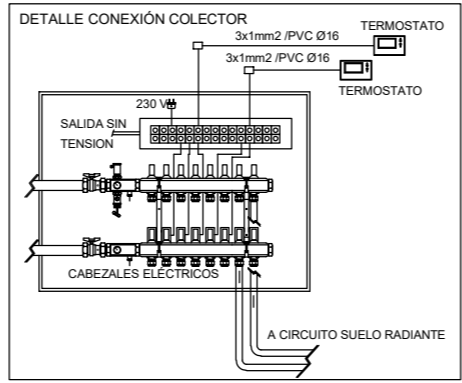 DETALLE CONEXIÓN COLECTOR
TERMOSTATO
3x1mm2 /PVC Ø16
3x1mm2 /PVC Ø16
TERMOSTATO
230 V
SALIDA SIN
TENSION
CABEZALES ELÉCTRICOS
A CIRCUITO SUELO RADIANTE